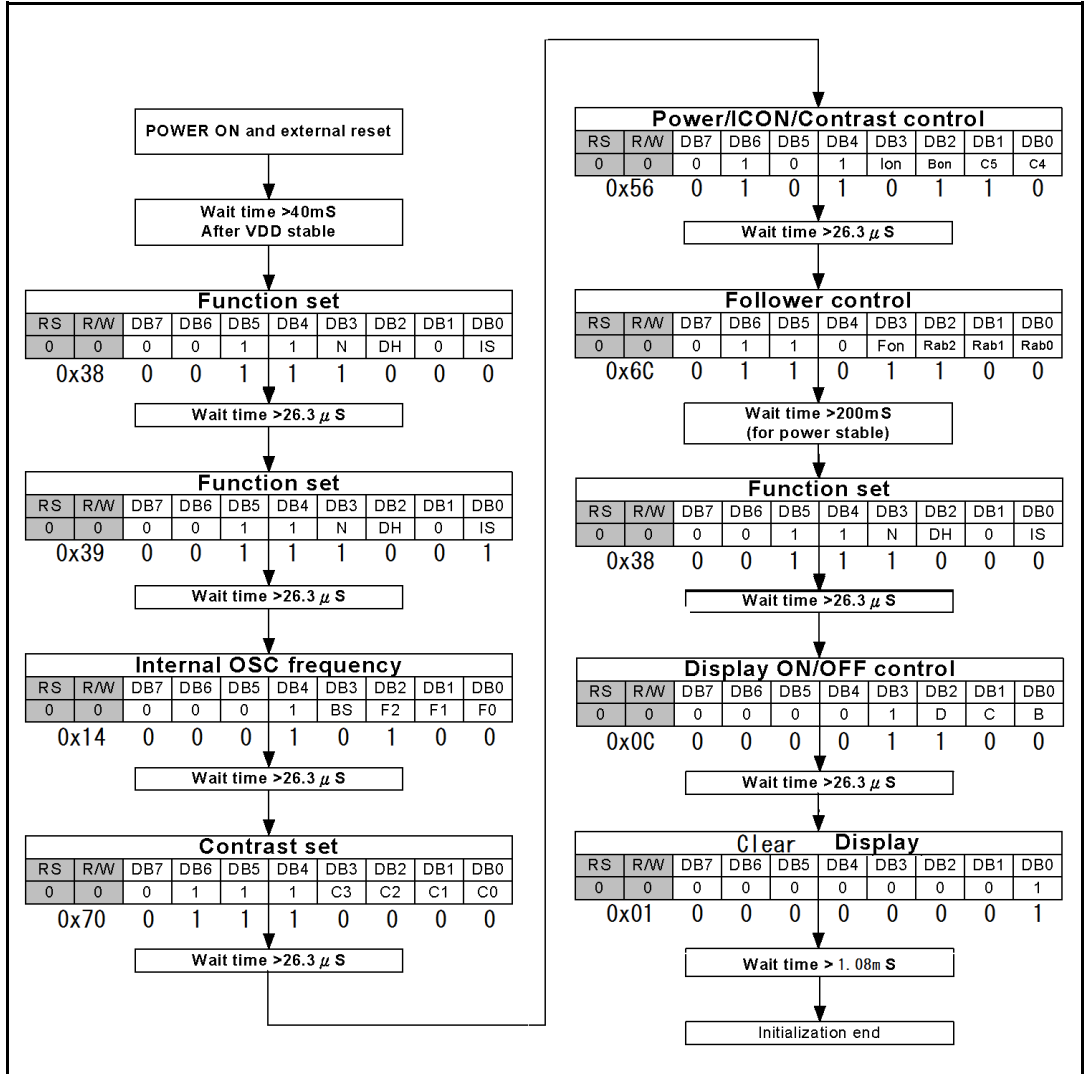 POWER ON and external reset
Wait time >40mS
After VDD stable
Function set
RS R/W DB7 DB6 DB5 DB4 DB3 DB2 DB1 DB0
0 0 0 0 1 1 N DH 0 IS
0x38 0 0 1 1 1 0 0 0
Wait time >26.3 μ S
Function set
RS R/W DB7 DB6 DB5 DB4 DB3 DB2 DB1 DB0
0 0 0 0 1 1 N DH 0 IS
0x39 0 0 1 1 1 0 0 1
Wait time >26.3 μ S
Internal OSC frequency
RS R/W DB7 DB6 DB5 DB4 DB3 DB2 DB1 DB0
0 0 0 0 0 1 BS F2 F1 F0
0x14 0 0 0 1 0 1 0 0
Wait time >26.3 μ S
Contrast set
RS R/W DB7 DB6 DB5 DB4 DB3 DB2 DB1 DB0
0 0 0 1 1 1 C3 C2 C1 C0
0x70 0 1 1 1 0 0 0 0
Wait time >26.3 μ S
Power/ICON/Contrast control
RS R/W DB7 DB6 DB5 DB4 DB3 DB2 DB1 DB0
0 0 0 1 0 1 Ion Bon C5 C4
0x56 0 1 0 1 0 1 1 0
Wait time >26.3 μ S
Follower control
RS R/W DB7 DB6 DB5 DB4 DB3 DB2 DB1 DB0
0 0 0 1 1 0 Fon Rab2 Rab1 Rab0
0x6C 0 1 1 0 1 1 0 0
Wait time >200mS
(for power stable)
Function set
RS R/W DB7 DB6 DB5 DB4 DB3 DB2 DB1 DB0
0 0 0 0 1 1 N DH 0 IS
0x38 0 0 1 1 1 0 0 0
Wait time >26.3 μ S
Display ON/OFF control
RS R/W DB7 DB6 DB5 DB4 DB3 DB2 DB1 DB0
0 0 0 0 0 0 1 D C B
0x0C 0 0 0 0 1 1 0 0
Wait time >26.3 μ S
Clear Display
RS R/W DB7 DB6 DB5 DB4 DB3 DB2 DB1 DB0
0 0 0 0 0 0 0 0 0 1
0x01 0 0 0 0 0 0 0 1
Wait time > 1.08m S
Initialization end